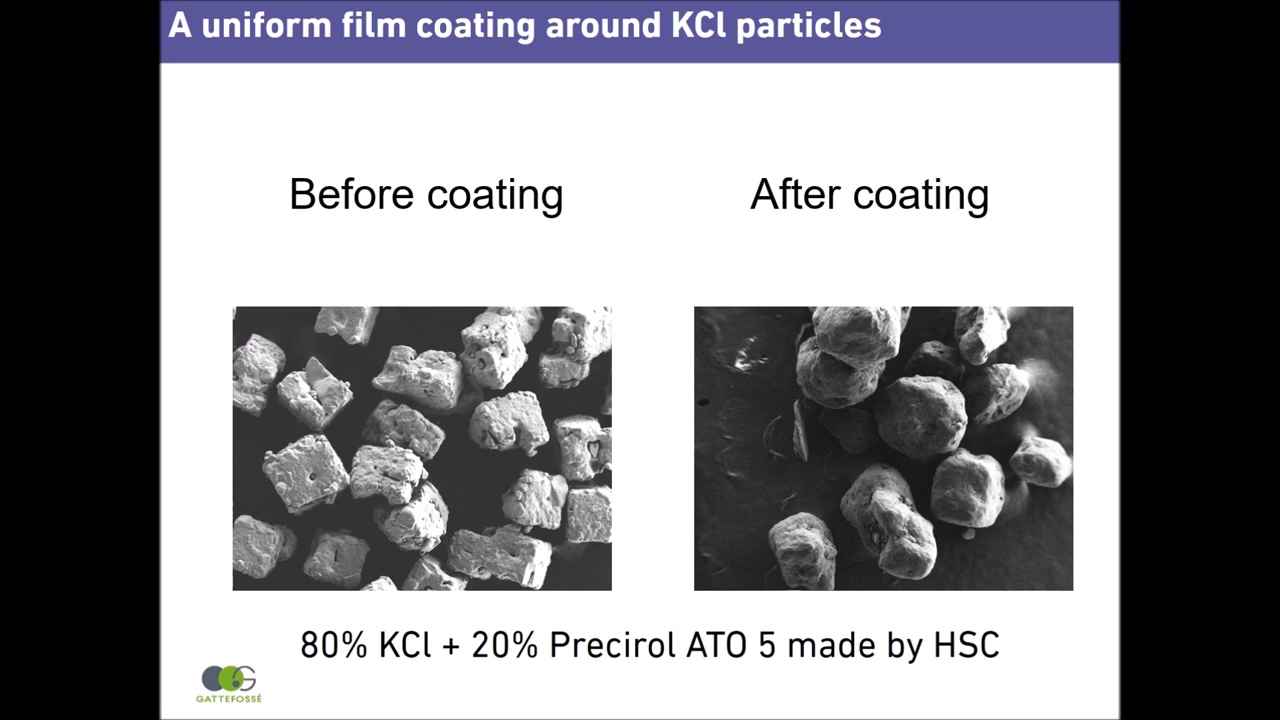 A uniform film coating around KCl particles
Before coating
After coating
80% KCl + 20% Precirol ATO 5 made by HSC
GATTEFOSSÉ